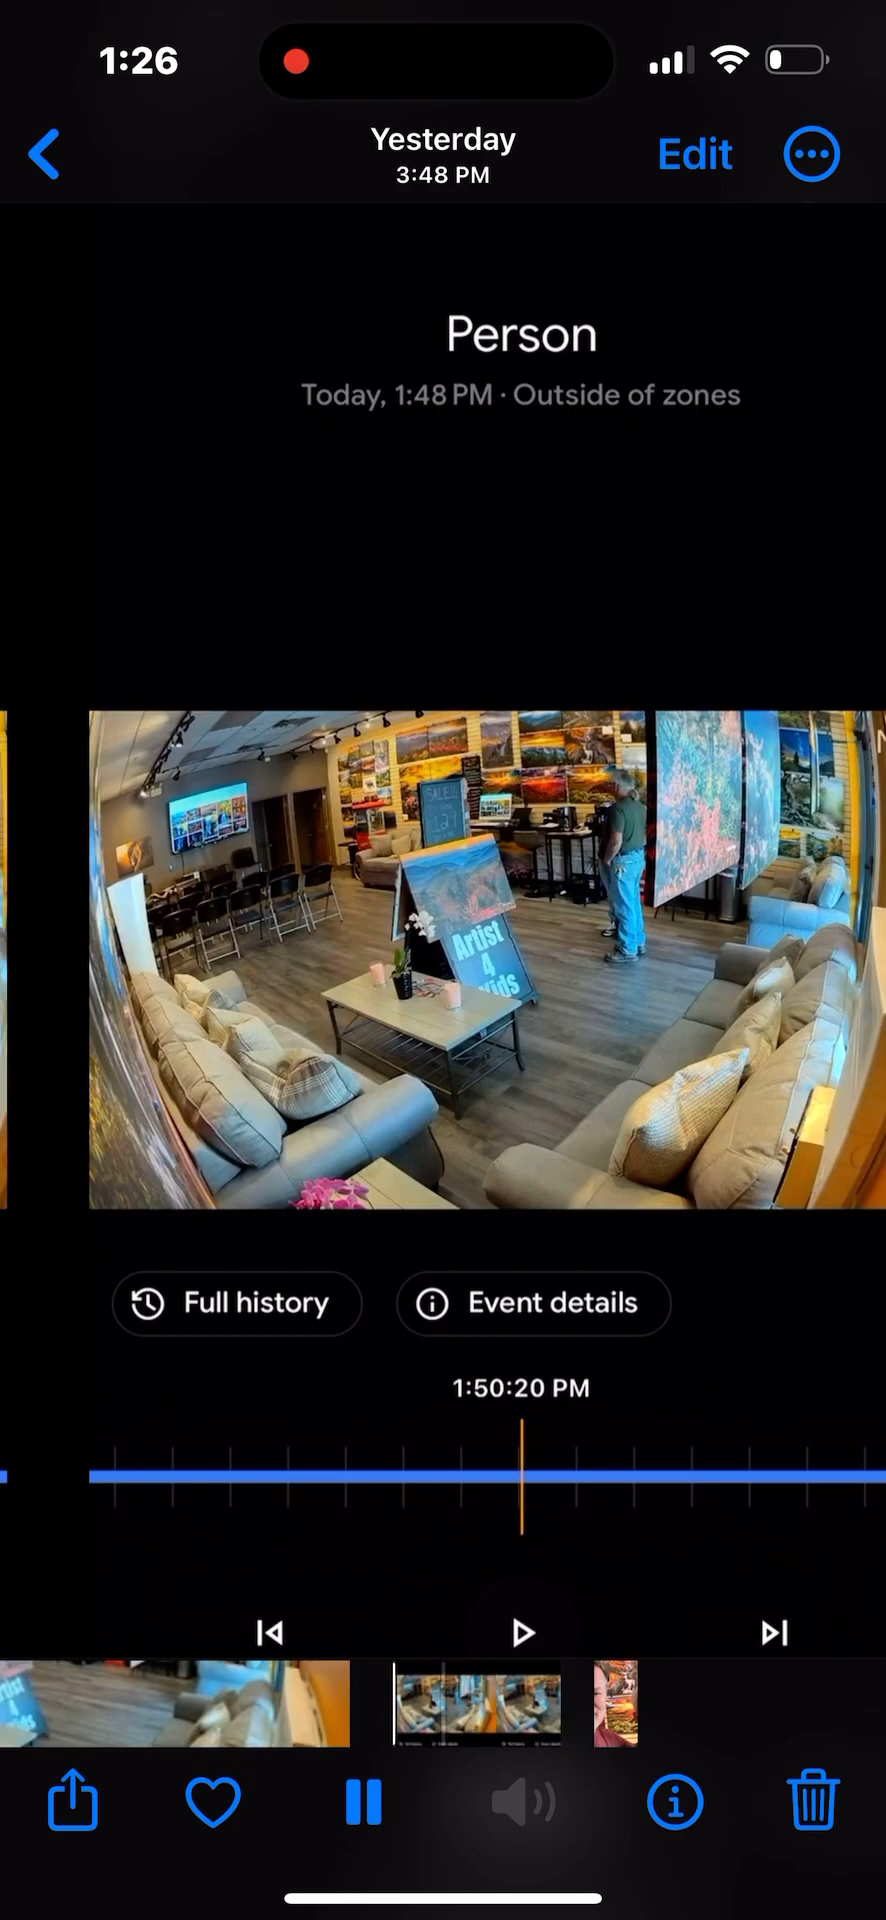 1:26
Yesterday
3:48 PM
Edit
Person
Today, 1:48 PM · Outside of zones
SALE
Artist
4
Kids
Full history
Event details
1:50:20 PM